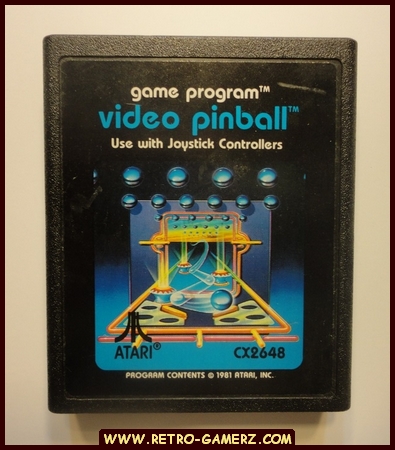 game program™
video pinball™
Use with Joystick Controllers
ATARI® CX2648
PROGRAM CONTENTS © 1981 ATARI, INC.
WWW.RETRO-GAMERZ.COM